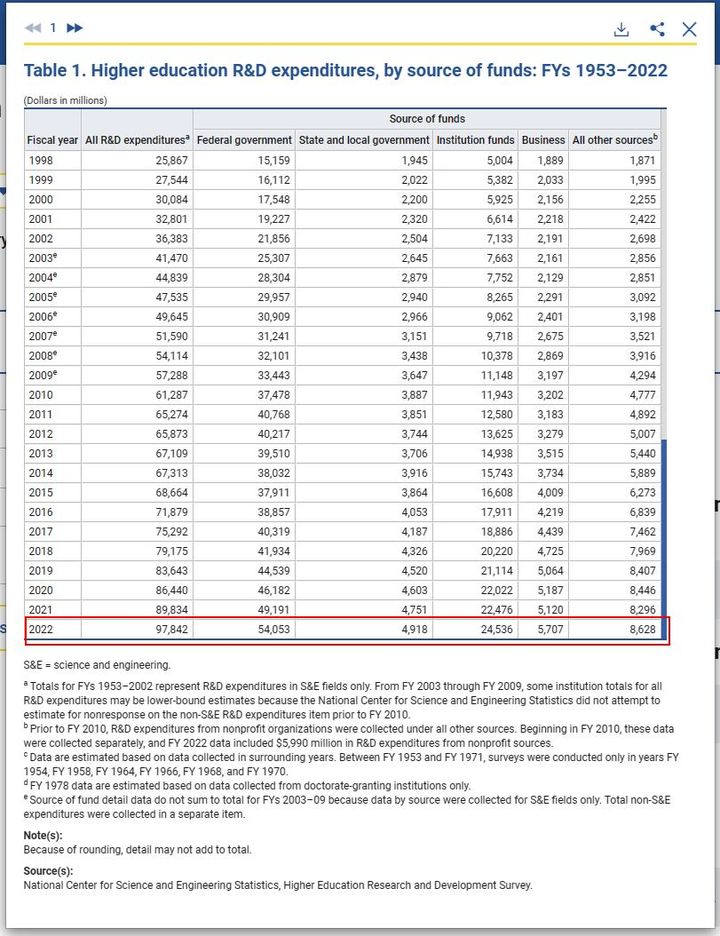 1
Table 1. Higher education R&D expenditures, by source of funds: FYs 1953–2022
(Dollars in millions)
Source of funds
Fiscal year All R&D expendituresᵃ Federal government State and local government Institution funds Business All other sourcesᵇ
1998 25,867 15,159 1,945 5,004 1,889 1,871
1999 27,544 16,112 2,022 5,382 2,033 1,995
2000 30,084 17,548 2,200 5,925 2,156 2,255
2001 32,801 19,227 2,320 6,614 2,218 2,422
2002 36,383 21,856 2,504 7,133 2,191 2,698
2003ᵉ 41,470 25,307 2,645 7,663 2,161 2,856
2004ᵉ 44,839 28,304 2,879 7,752 2,129 2,851
2005ᵉ 47,535 29,957 2,940 8,265 2,291 3,092
2006ᵉ 49,645 30,909 2,966 9,062 2,401 3,198
2007ᵉ 51,590 31,241 3,151 9,718 2,675 3,521
2008ᵉ 54,114 32,101 3,438 10,378 2,869 3,916
2009ᵉ 57,288 33,443 3,647 11,148 3,197 4,294
2010 61,287 37,478 3,887 11,943 3,202 4,777
2011 65,274 40,768 3,851 12,580 3,183 4,892
2012 65,873 40,217 3,744 13,625 3,279 5,007
2013 67,109 39,510 3,706 14,938 3,515 5,440
2014 67,313 38,032 3,916 15,743 3,734 5,889
2015 68,664 37,911 3,864 16,608 4,009 6,273
2016 71,879 38,857 4,053 17,911 4,219 6,839
2017 75,292 40,319 4,187 18,886 4,439 7,462
2018 79,175 41,934 4,326 20,220 4,725 7,969
2019 83,643 44,539 4,520 21,114 5,064 8,407
2020 86,440 46,182 4,603 22,022 5,187 8,446
2021 89,834 49,191 4,751 22,476 5,120 8,296
2022 97,842 54,053 4,918 24,536 5,707 8,628
S&E = science and engineering.
ᵃ Totals for FYs 1953–2002 represent R&D expenditures in S&E fields only. From FY 2003 through FY 2009, some institution totals for all
R&D expenditures may be lower-bound estimates because the National Center for Science and Engineering Statistics did not attempt to
estimate for nonresponse on the non-S&E R&D expenditures item prior to FY 2010.
ᵇ Prior to FY 2010, R&D expenditures from nonprofit organizations were collected under all other sources. Beginning in FY 2010, these data
were collected separately, and FY 2022 data included $5,990 million in R&D expenditures from nonprofit sources.
ᶜ Data are estimated based on data collected in surrounding years. Between FY 1953 and FY 1971, surveys were conducted only in years FY
1954, FY 1958, FY 1964, FY 1966, FY 1968, and FY 1970.
ᵈ FY 1978 data are estimated based on data collected from doctorate-granting institutions only.
ᵉ Source of fund detail data do not sum to total for FYs 2003–09 because data by source were collected for S&E fields only. Total non-S&E
expenditures were collected in a separate item.
Note(s):
Because of rounding, detail may not add to total.
Source(s):
National Center for Science and Engineering Statistics, Higher Education Research and Development Survey.